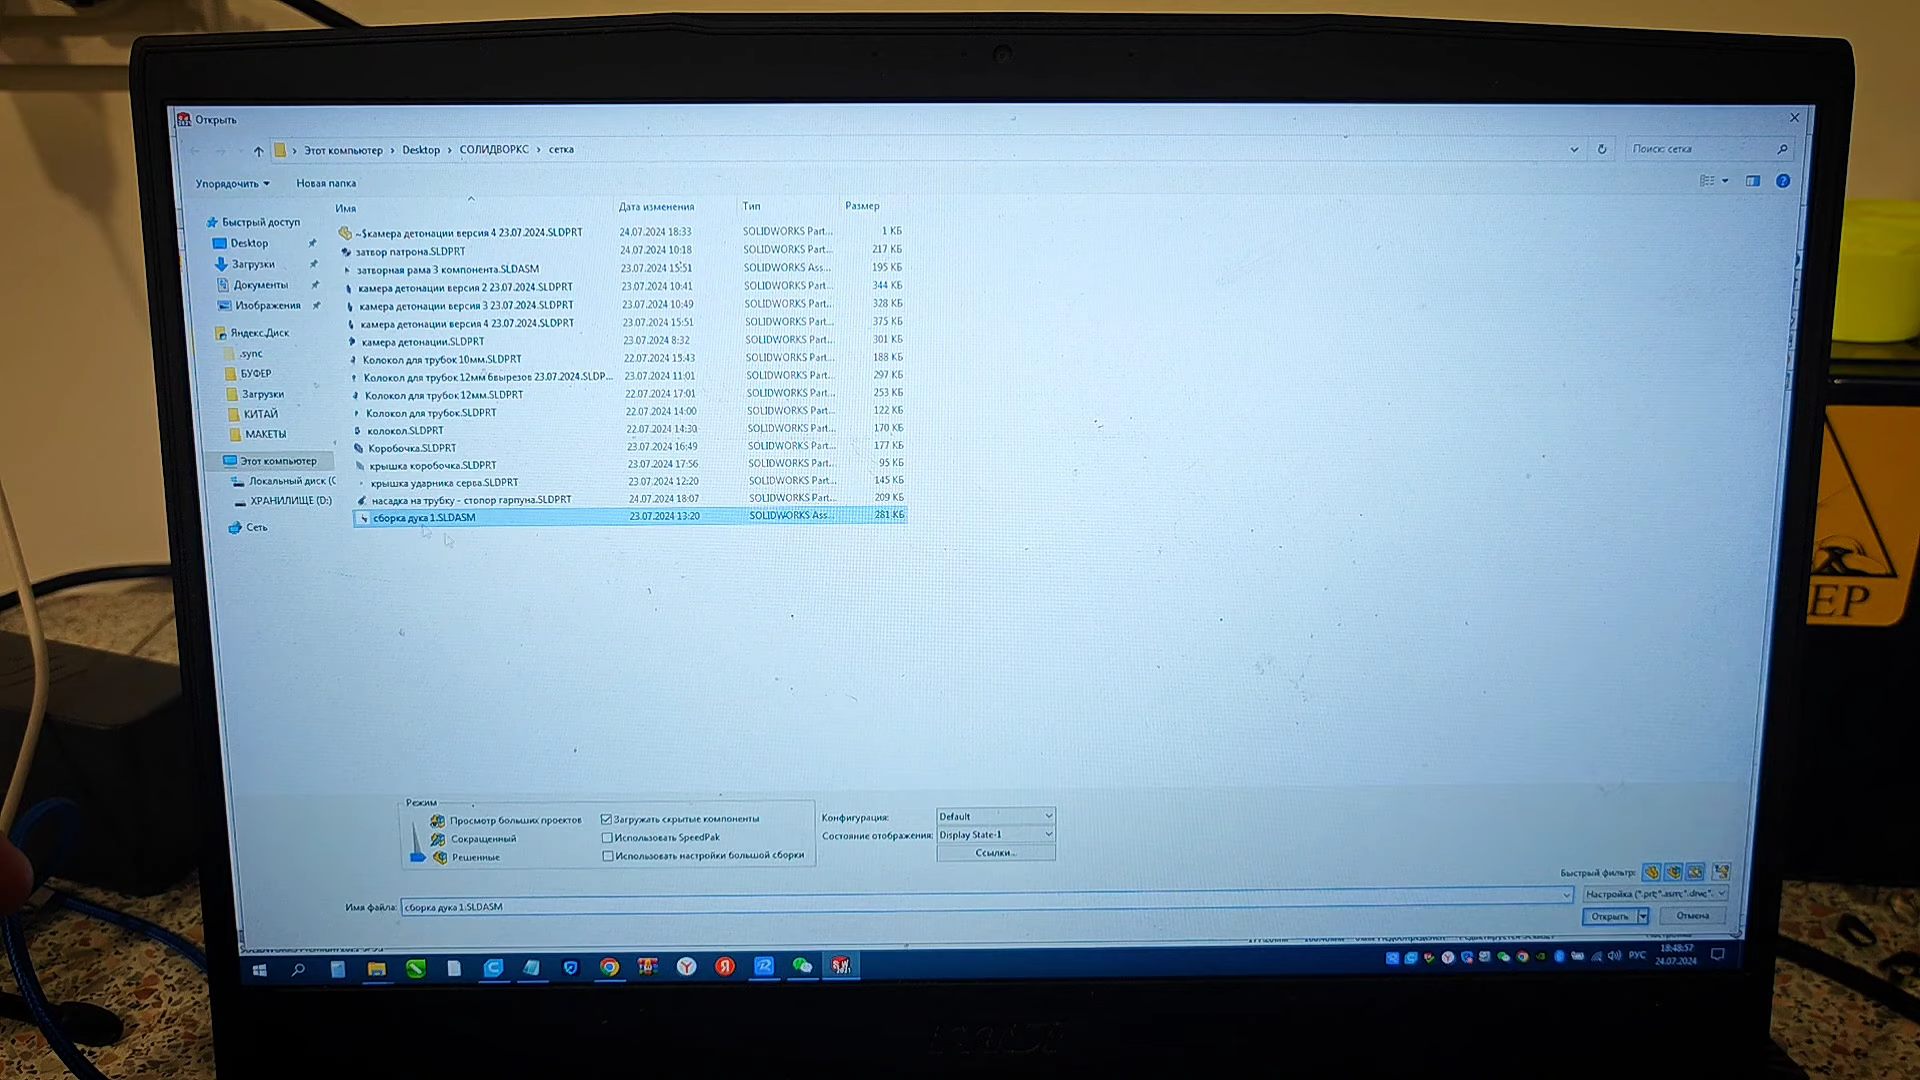 Открыть
Этот компьютер › Desktop › СОЛИДВОРКС › сетка
Поиск: сетка
Упорядочить
Новая папка
Имя
Дата изменения
Тип
Размер
~$камера детонации версия 4 23.07.2024.SLDPRT 24.07.2024 18:33 SOLIDWORKS Part... 1 КБ
затвор патрона.SLDPRT 24.07.2024 10:18 SOLIDWORKS Part... 217 КБ
затворная рама 3 компонента.SLDASM 23.07.2024 15:51 SOLIDWORKS Ass... 195 КБ
камера детонации версия 2 23.07.2024.SLDPRT 23.07.2024 10:41 SOLIDWORKS Part... 344 КБ
камера детонации версия 3 23.07.2024.SLDPRT 23.07.2024 10:49 SOLIDWORKS Part... 328 КБ
камера детонации версия 4 23.07.2024.SLDPRT 23.07.2024 15:51 SOLIDWORKS Part... 375 КБ
камера детонации.SLDPRT 23.07.2024 8:32 SOLIDWORKS Part... 301 КБ
Колокол для трубок 10мм.SLDPRT 22.07.2024 15:43 SOLIDWORKS Part... 188 КБ
Колокол для трубок 12мм бвырезов 23.07.2024.SLDP... 23.07.2024 11:01 SOLIDWORKS Part... 297 КБ
Колокол для трубок 12мм.SLDPRT 22.07.2024 17:01 SOLIDWORKS Part... 253 КБ
Колокол для трубок.SLDPRT 22.07.2024 14:00 SOLIDWORKS Part... 122 КБ
колокол.SLDPRT 22.07.2024 14:30 SOLIDWORKS Part... 170 КБ
Коробочка.SLDPRT 23.07.2024 16:49 SOLIDWORKS Part... 177 КБ
крышка коробочка.SLDPRT 23.07.2024 17:56 SOLIDWORKS Part... 95 КБ
крышка ударника серва.SLDPRT 23.07.2024 12:20 SOLIDWORKS Part... 145 КБ
насадка на трубку - стопор гарпуна.SLDPRT 24.07.2024 18:07 SOLIDWORKS Part... 209 КБ
сборка дука 1.SLDASM 23.07.2024 13:20 SOLIDWORKS Ass... 281 КБ
Быстрый доступ
Desktop
Загрузки
Документы
Изображения
Яндекс.Диск
.sync
БУФЕР
Загрузки
КИТАЙ
МАКЕТЫ
Этот компьютер
Локальный диск (C
ХРАНИЛИЩЕ (D:)
Сеть
Режим
Просмотр больших проектов
Сокращенный
Решенные
Загружать скрытые компоненты
Использовать SpeedPak
Использовать настройки большой сборки
Конфигурация: Default
Состояние отображения: Display State-1
Ссылки...
Быстрый фильтр:
Имя файла: сборка дука 1.SLDASM
Настройка (*.prt;*.asm;*.drw;*.
Открыть
Отмена
РУС
18:48:57
24.07.2024
ЕР